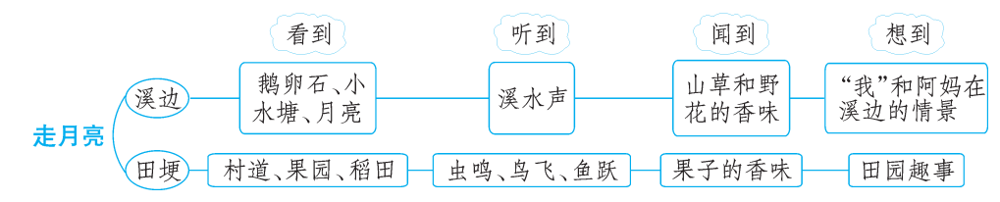 看到 听到 闻到 想到
溪边 鹅卵石、小水塘、月亮 溪水声 山草和野花的香味 “我”和阿妈在溪边的情景
走月亮
田埂 村道、果园、稻田 虫鸣、鸟飞、鱼跃 果子的香味 田园趣事